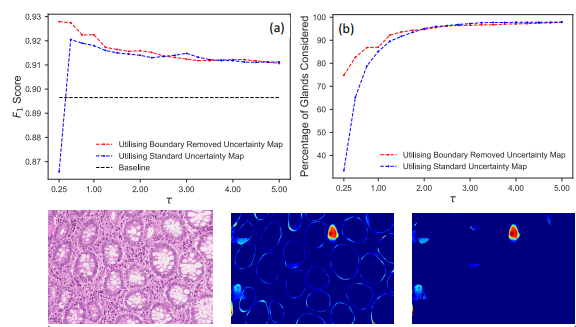 (a)
F1 Score
0.93
0.92
0.91
0.90
0.89
0.88
0.87
Utilising Boundary Removed Uncertainty Map
Utilising Standard Uncertainty Map
Baseline
0.25 1.00 2.00 3.00 4.00 5.00
τ
(b)
Percentage of Glands Considered
100
90
80
70
60
50
40
Utilising Boundary Removed Uncertainty Map
Utilising Standard Uncertainty Map
0.25 1.00 2.00 3.00 4.00 5.00
τ